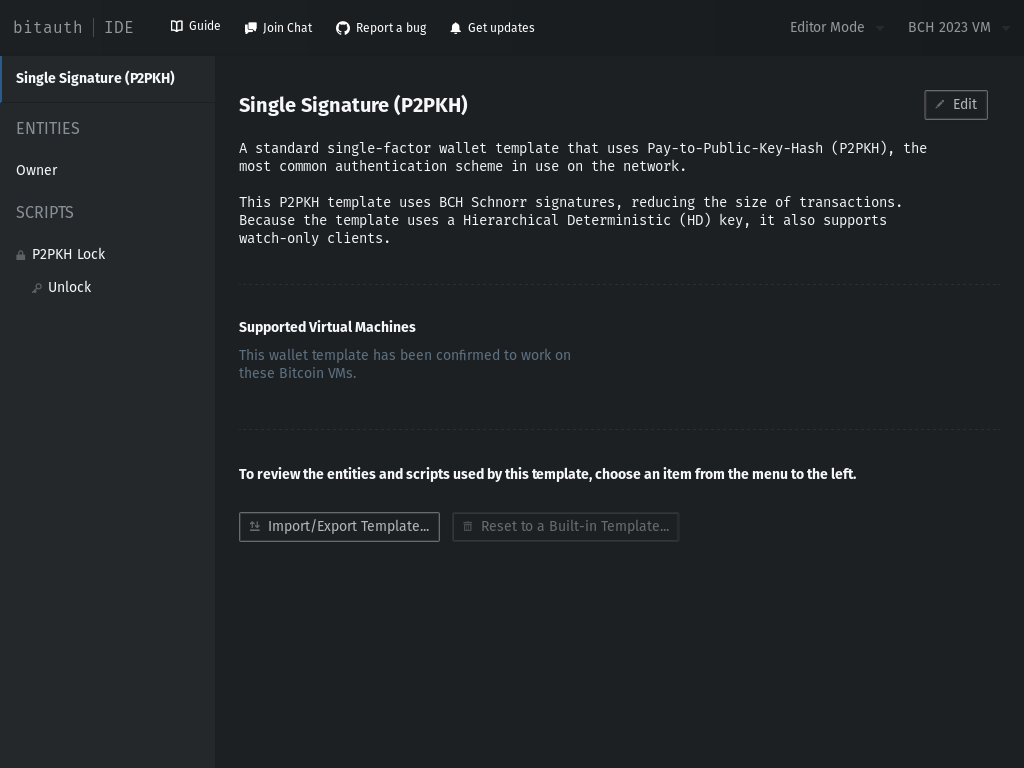 bitauth IDE
Guide
Join Chat
Report a bug
Get updates
Editor Mode
BCH 2023 VM
Single Signature (P2PKH)
ENTITIES
Owner
SCRIPTS
P2PKH Lock
Unlock
Single Signature (P2PKH)
Edit
A standard single-factor wallet template that uses Pay-to-Public-Key-Hash (P2PKH), the
most common authentication scheme in use on the network.
This P2PKH template uses BCH Schnorr signatures, reducing the size of transactions.
Because the template uses a Hierarchical Deterministic (HD) key, it also supports
watch-only clients.
Supported Virtual Machines
This wallet template has been confirmed to work on
these Bitcoin VMs.
To review the entities and scripts used by this template, choose an item from the menu to the left.
Import/Export Template...
Reset to a Built-in Template...